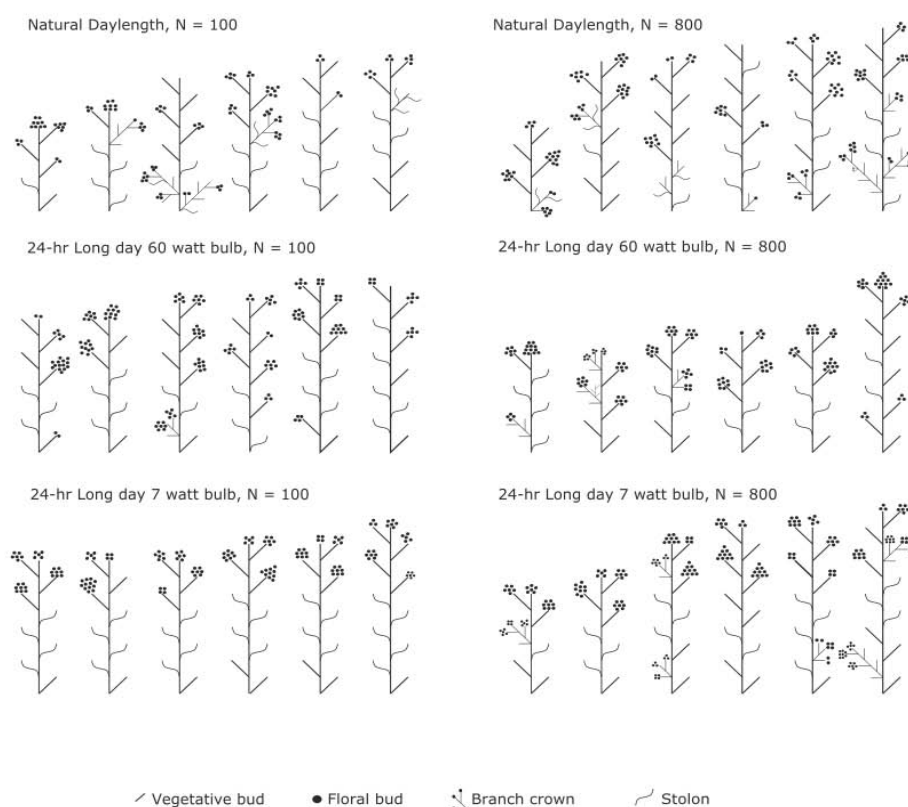 Natural Daylength, N = 100
Natural Daylength, N = 800
24-hr Long day 60 watt bulb, N = 100
24-hr Long day 60 watt bulb, N = 800
24-hr Long day 7 watt bulb, N = 100
24-hr Long day 7 watt bulb, N = 800
Vegetative bud
Floral bud
Branch crown
Stolon